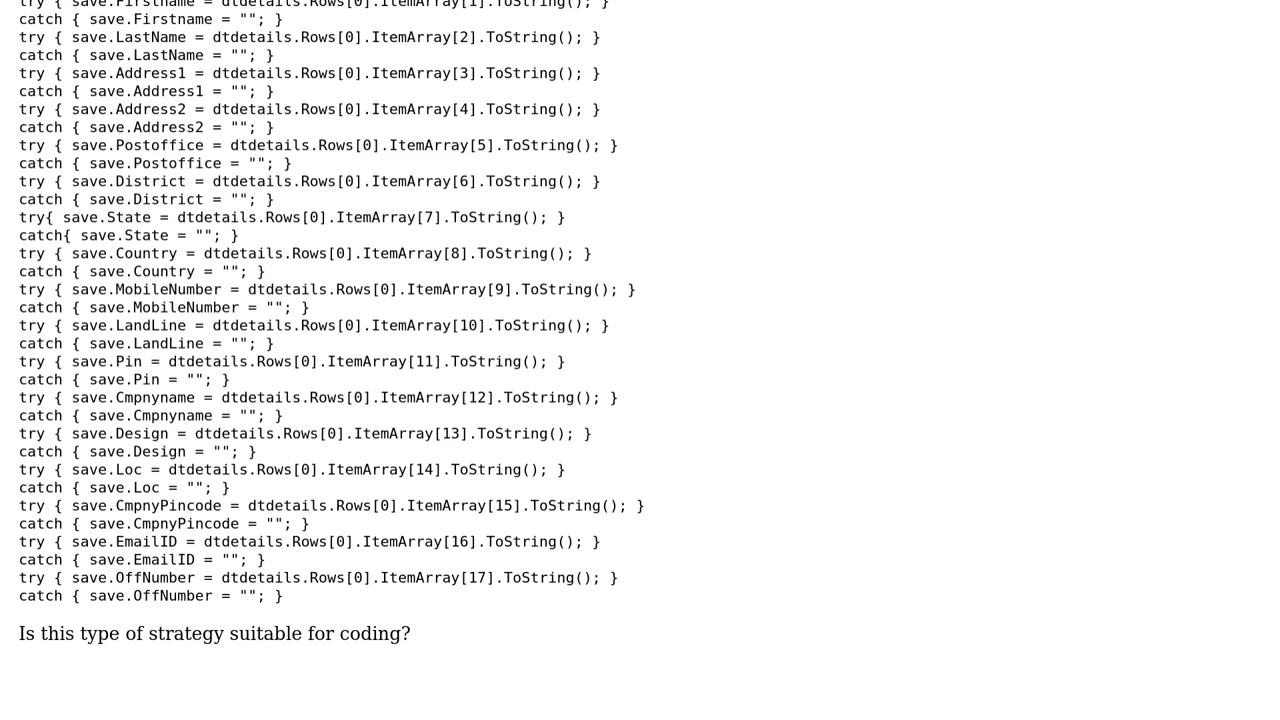 try { save.Firstname = dtdetails.Rows[0].ItemArray[1].ToString(); }
catch { save.Firstname = ""; }
try { save.LastName = dtdetails.Rows[0].ItemArray[2].ToString(); }
catch { save.LastName = ""; }
try { save.Address1 = dtdetails.Rows[0].ItemArray[3].ToString(); }
catch { save.Address1 = ""; }
try { save.Address2 = dtdetails.Rows[0].ItemArray[4].ToString(); }
catch { save.Address2 = ""; }
try { save.Postoffice = dtdetails.Rows[0].ItemArray[5].ToString(); }
catch { save.Postoffice = ""; }
try { save.District = dtdetails.Rows[0].ItemArray[6].ToString(); }
catch { save.District = ""; }
try{ save.State = dtdetails.Rows[0].ItemArray[7].ToString(); }
catch{ save.State = ""; }
try { save.Country = dtdetails.Rows[0].ItemArray[8].ToString(); }
catch { save.Country = ""; }
try { save.MobileNumber = dtdetails.Rows[0].ItemArray[9].ToString(); }
catch { save.MobileNumber = ""; }
try { save.LandLine = dtdetails.Rows[0].ItemArray[10].ToString(); }
catch { save.LandLine = ""; }
try { save.Pin = dtdetails.Rows[0].ItemArray[11].ToString(); }
catch { save.Pin = ""; }
try { save.Cmpnyname = dtdetails.Rows[0].ItemArray[12].ToString(); }
catch { save.Cmpnyname = ""; }
try { save.Design = dtdetails.Rows[0].ItemArray[13].ToString(); }
catch { save.Design = ""; }
try { save.Loc = dtdetails.Rows[0].ItemArray[14].ToString(); }
catch { save.Loc = ""; }
try { save.CmpnyPincode = dtdetails.Rows[0].ItemArray[15].ToString(); }
catch { save.CmpnyPincode = ""; }
try { save.EmailID = dtdetails.Rows[0].ItemArray[16].ToString(); }
catch { save.EmailID = ""; }
try { save.OffNumber = dtdetails.Rows[0].ItemArray[17].ToString(); }
catch { save.OffNumber = ""; }
Is this type of strategy suitable for coding?